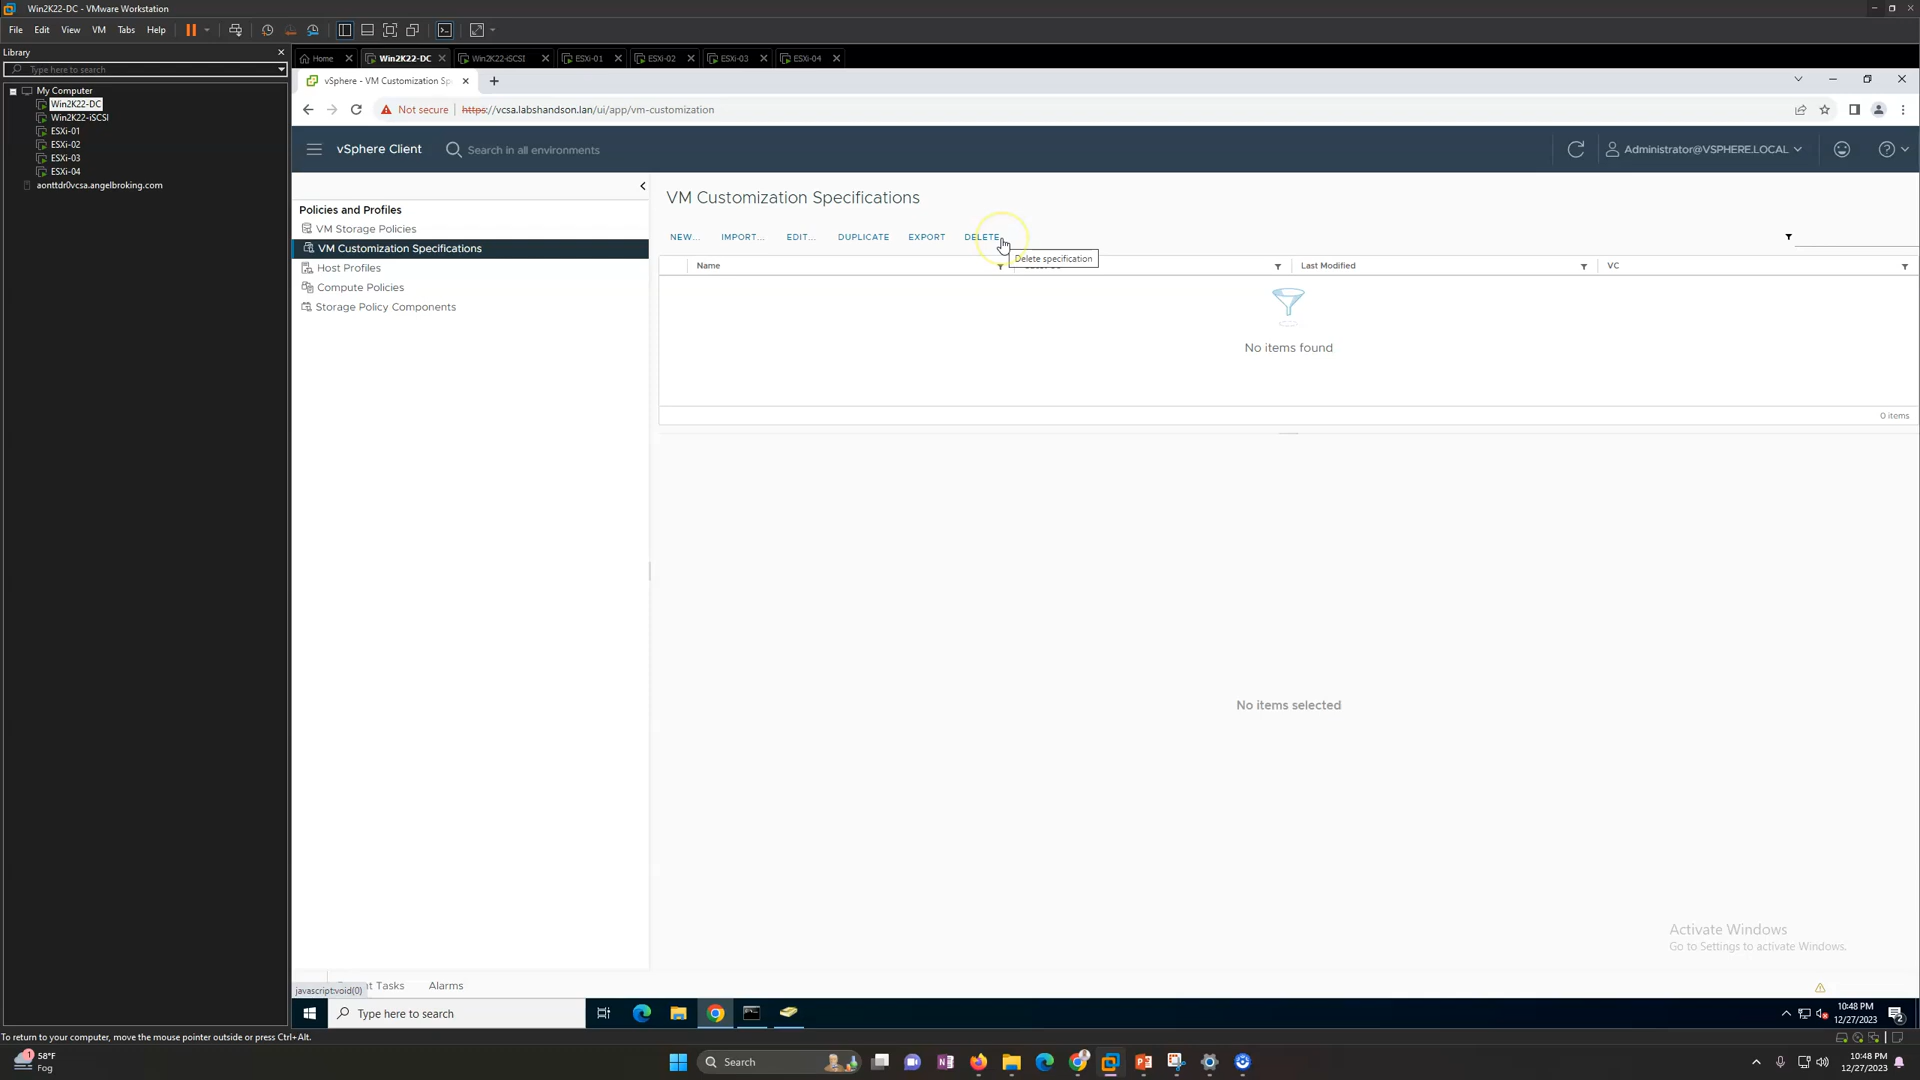 Win2K22-DC - VMware Workstation
File Edit View VM Tabs Help
Library
Type here to search
My Computer
Win2K22-DC
Win2K22-iSCSI
ESXi-01
ESXi-02
ESXi-03
ESXi-04
aonttdr0vcsa.angelbroking.com
Home Win2K22-DC Win2K22-iSCSI ESXi-01 ESXi-02 ESXi-03 ESXi-04
vSphere - VM Customization Sp
Not secure https://vcsa.labshandson.lan/ui/app/vm-customization
vSphere Client Search in all environments Administrator@VSPHERE.LOCAL
Policies and Profiles
VM Storage Policies
VM Customization Specifications
Host Profiles
Compute Policies
Storage Policy Components
VM Customization Specifications
NEW... IMPORT... EDIT... DUPLICATE EXPORT DELETE
Delete specification
Name Last Modified VC
No items found
0 items
No items selected
Activate Windows
Go to Settings to activate Windows.
t Tasks Alarms
javascript:void(0)
Type here to search
10:48 PM
12/27/2023
2
To return to your computer, move the mouse pointer outside or press Ctrl+Alt.
58°F
Fog
Search
10:48 PM
12/27/2023